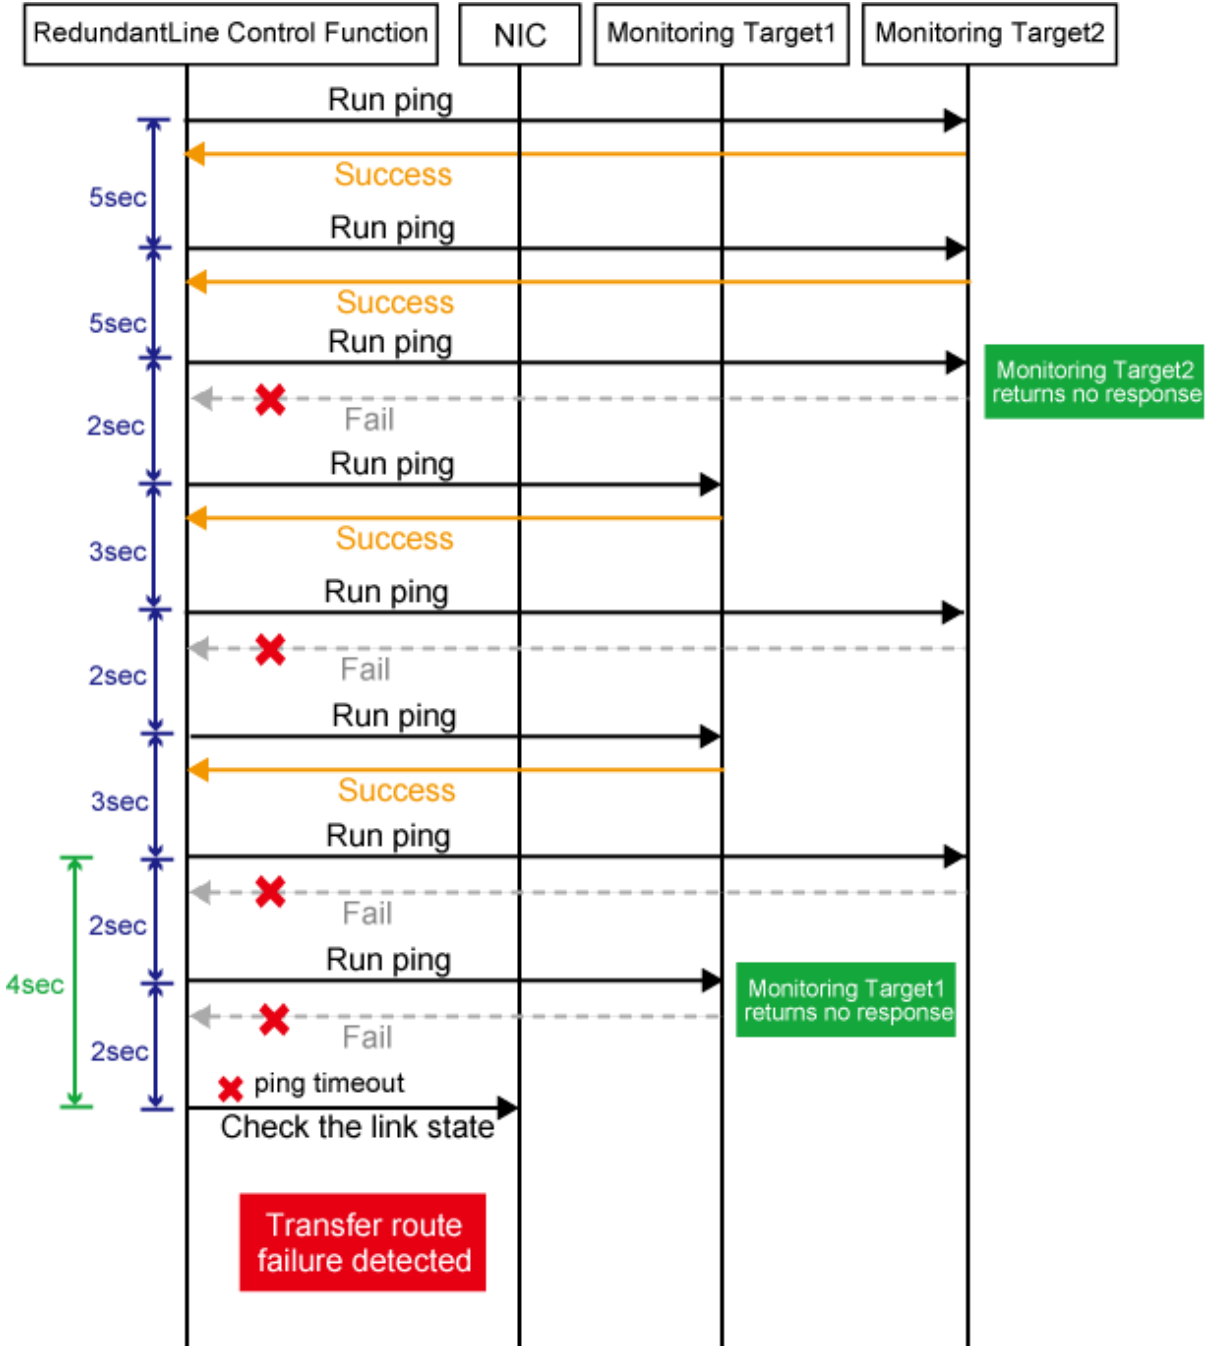 RedundantLine Control Function
NIC
Monitoring Target1
Monitoring Target2
Run ping
Success
5sec
Run ping
Success
5sec
Run ping
Monitoring Target2
returns no response
Fail
2sec
Run ping
Success
3sec
Run ping
Fail
2sec
Run ping
Success
3sec
Run ping
Fail
2sec
Run ping
4sec
Monitoring Target1
returns no response
Fail
2sec
ping timeout
Check the link state
Transfer route
failure detected